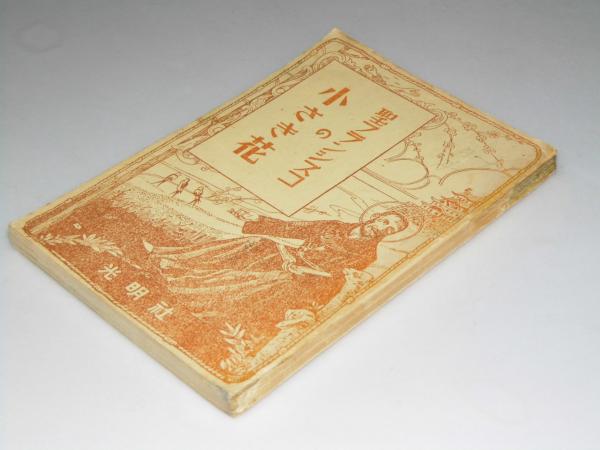 聖フランシスコの
小さき花
光明社